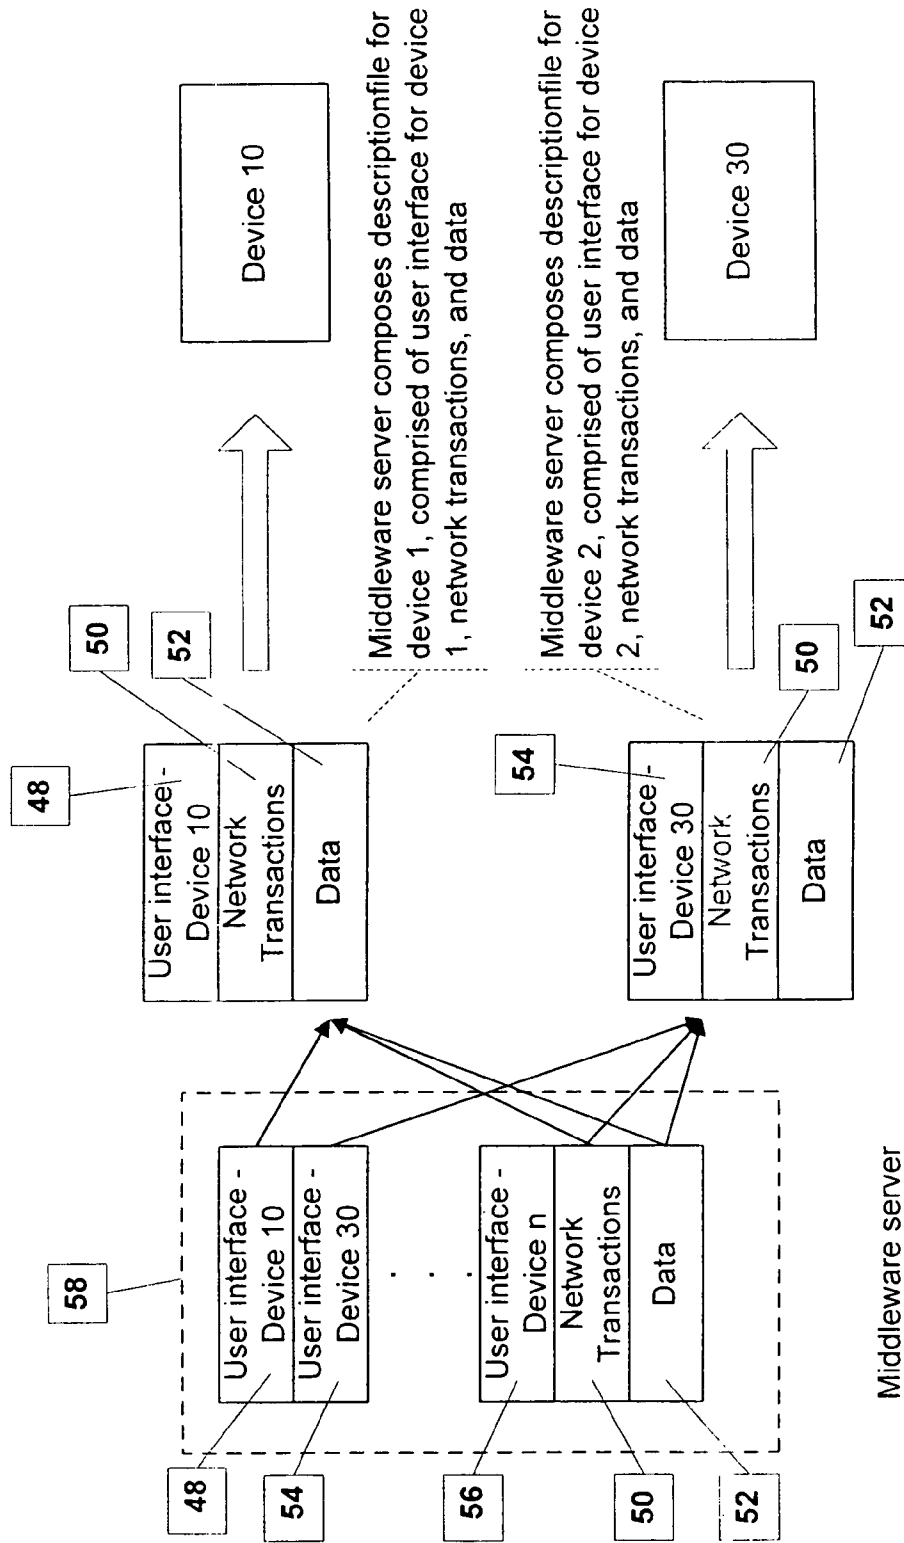 58
48
User interface -
Device 10
54
User interface -
Device 30
. . .
56
User interface -
Device n
50
Network
Transactions
52
Data
Middleware server
48
User interface -
Device 10
50
Network
Transactions
52
Data
Device 10
Middleware server composes descriptionfile for
device 1, comprised of user interface for device
1, network transactions, and data
54
User interface -
Device 30
50
Network
Transactions
52
Data
Middleware server composes descriptionfile for
device 2, comprised of user interface for device
2, network transactions, and data
Device 30